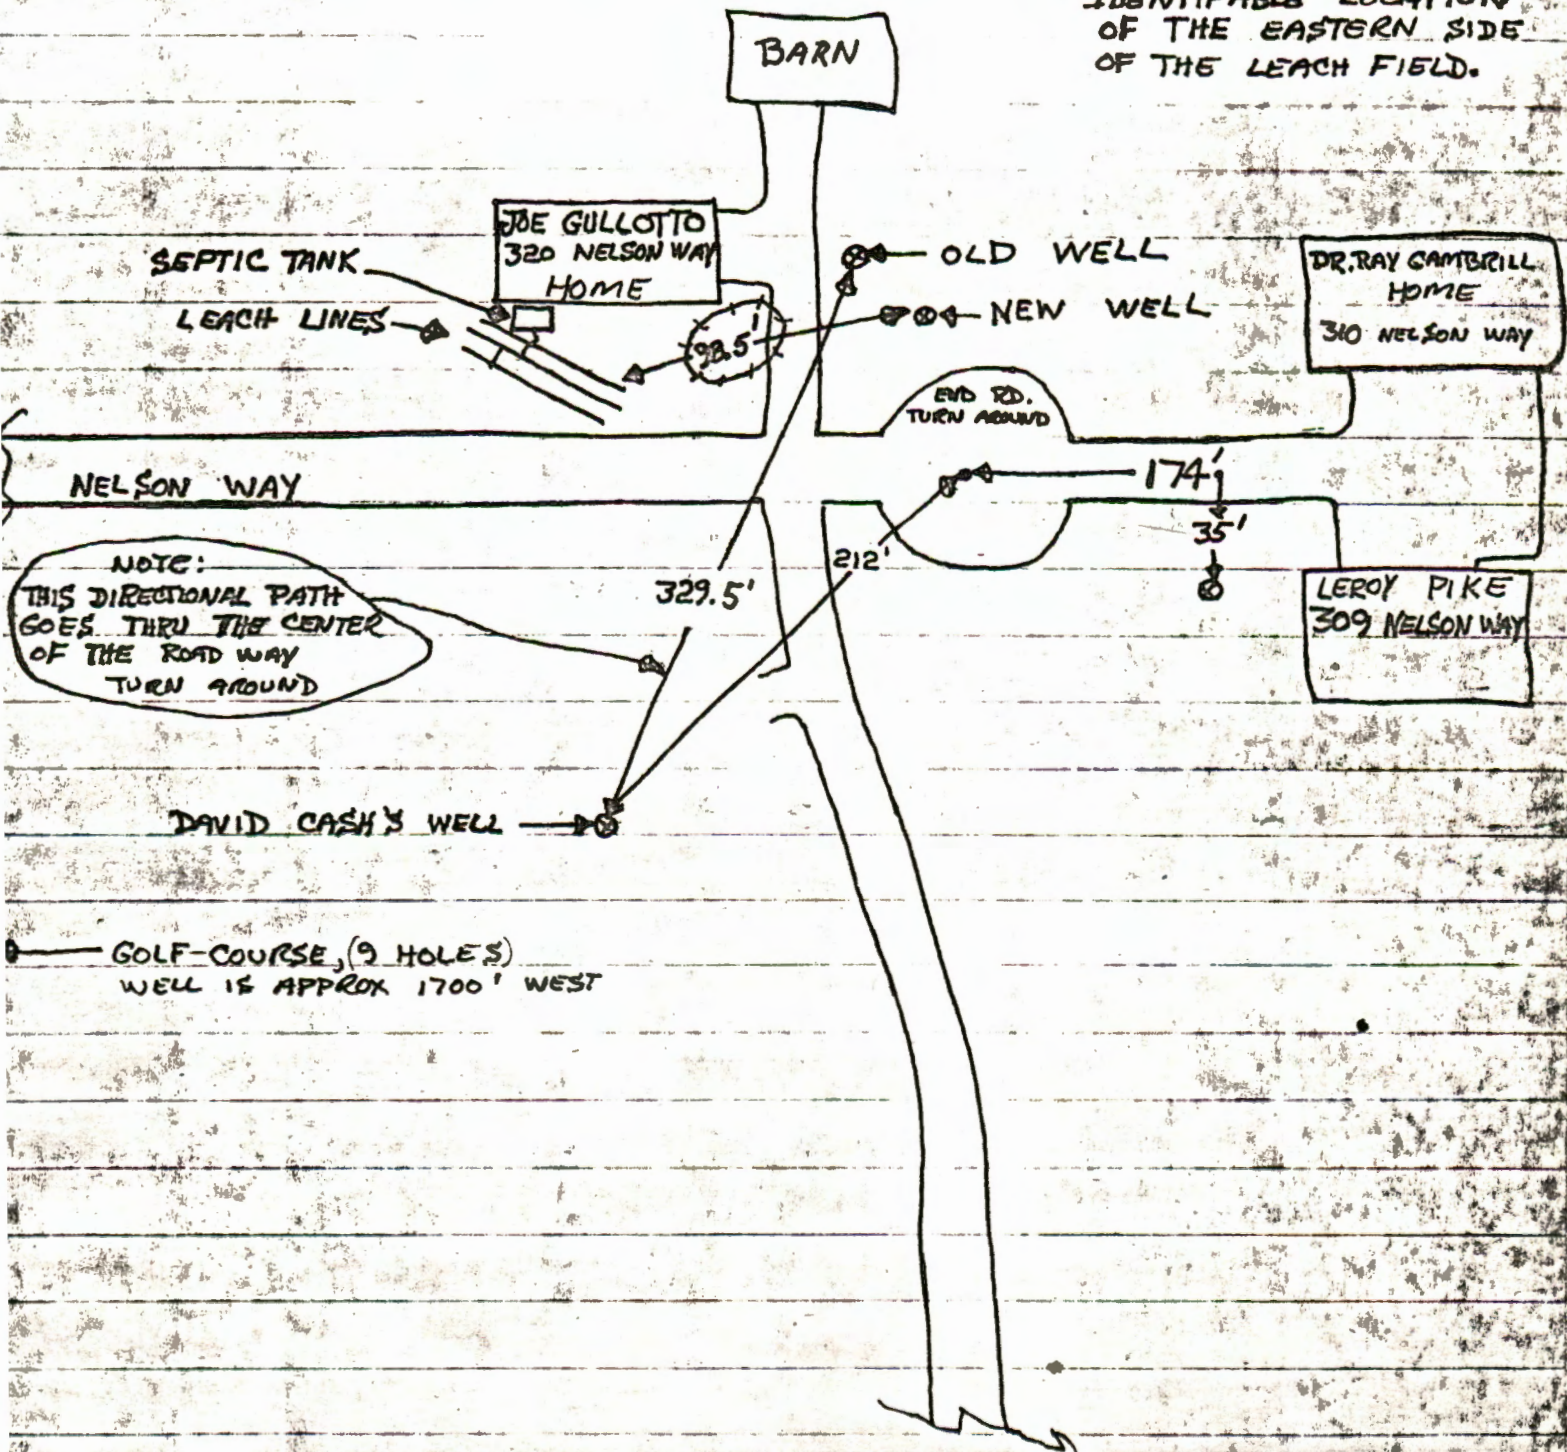 OF THE EASTERN SIDE
OF THE LEACH FIELD.
BARN
JOE GULLOTTO
320 NELSON WAY
HOME
SEPTIC TANK
LEACH LINES
OLD WELL
NEW WELL
DR. RAY GAMBRILL
HOME
310 NELSON WAY
98.5'
END RD.
TURN AROUND
NELSON WAY
174'
35'
212'
329.5'
NOTE:
THIS DIRECTIONAL PATH
GOES THRU THE CENTER
OF THE ROAD WAY
TURN AROUND
LEROY PIKE
309 NELSON WAY
DAVID CASH'S WELL
GOLF-COURSE, (9 HOLES)
WELL IS APPROX 1700' WEST